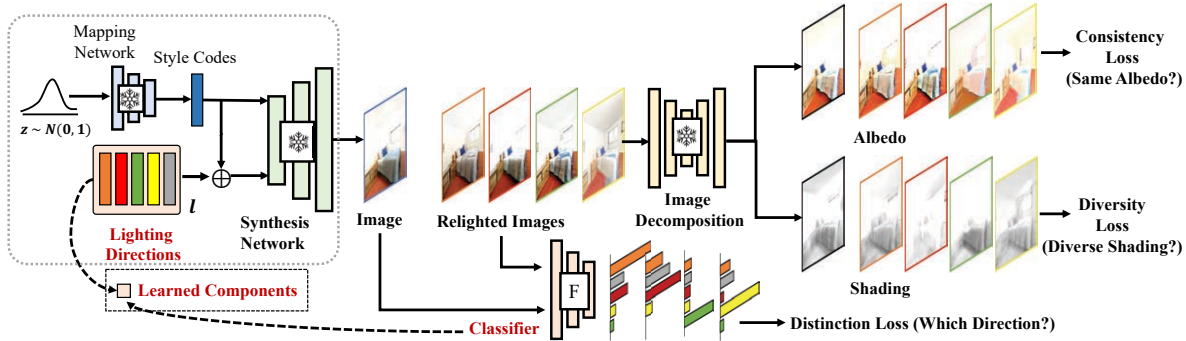 Mapping
Network
Style Codes
z ~ N(0, 1)
l
Lighting
Directions
Synthesis
Network
Learned Components
Image
Relighted Images
Image
Decomposition
F
Classifier
Albedo
Shading
Consistency
Loss
(Same Albedo?)
Diversity
Loss
(Diverse Shading?)
Distinction Loss (Which Direction?)